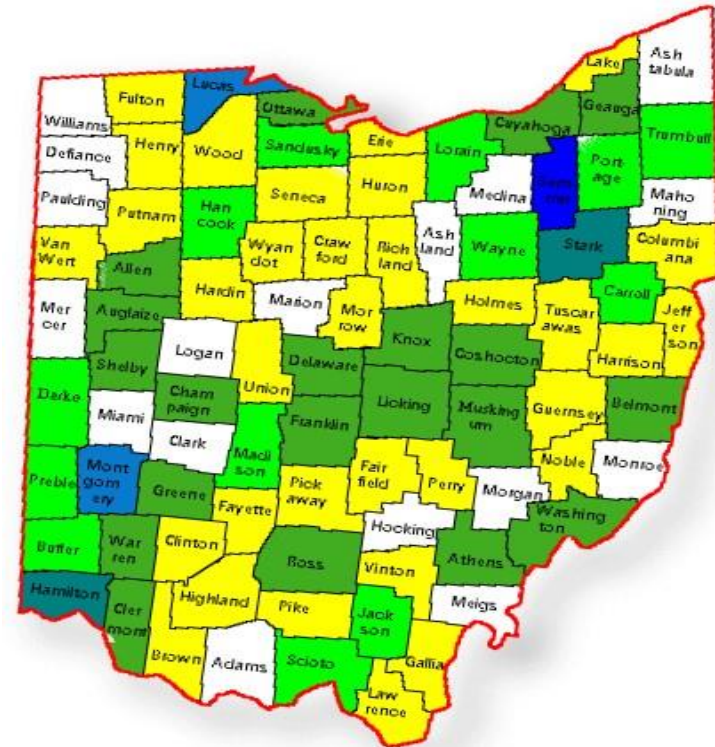 Lake
Ash
tabula
Lucas
Fulton
Williams
Ottawa
Geauga
Cuyahoga
Defiance
Henry
Wood
Sandusky
Erie
Lorain
Trumbull
Port
age
Paulding
Putnam
Han
cook
Seneca
Huron
Medina
Maho
ning
Van
Wert
Allen
Wyan
dot
Craw
ford
Rich
land
Ash
land
Wayne
Stark
Columbi
ana
Mer
cer
Auglaize
Hardin
Marion
Mor
row
Holmes
Tuscar
awas
Carroll
Jeff
er
son
Shelby
Logan
Union
Delaware
Knox
Coshocton
Harrison
Darke
Miami
Cham
paign
Clark
Madi
son
Franklin
Licking
Musking
um
Guernsey
Belmont
Preble
Mont
gom
ery
Greene
Fayette
Pick
away
Fair
field
Perry
Morgan
Noble
Monroe
Butler
War
ren
Clinton
Ross
Hocking
Athens
Washing
ton
Hamilton
Cler
mont
Highland
Pike
Vinton
Jack
son
Meigs
Brown
Adams
Scioto
Gallia
Law
rence